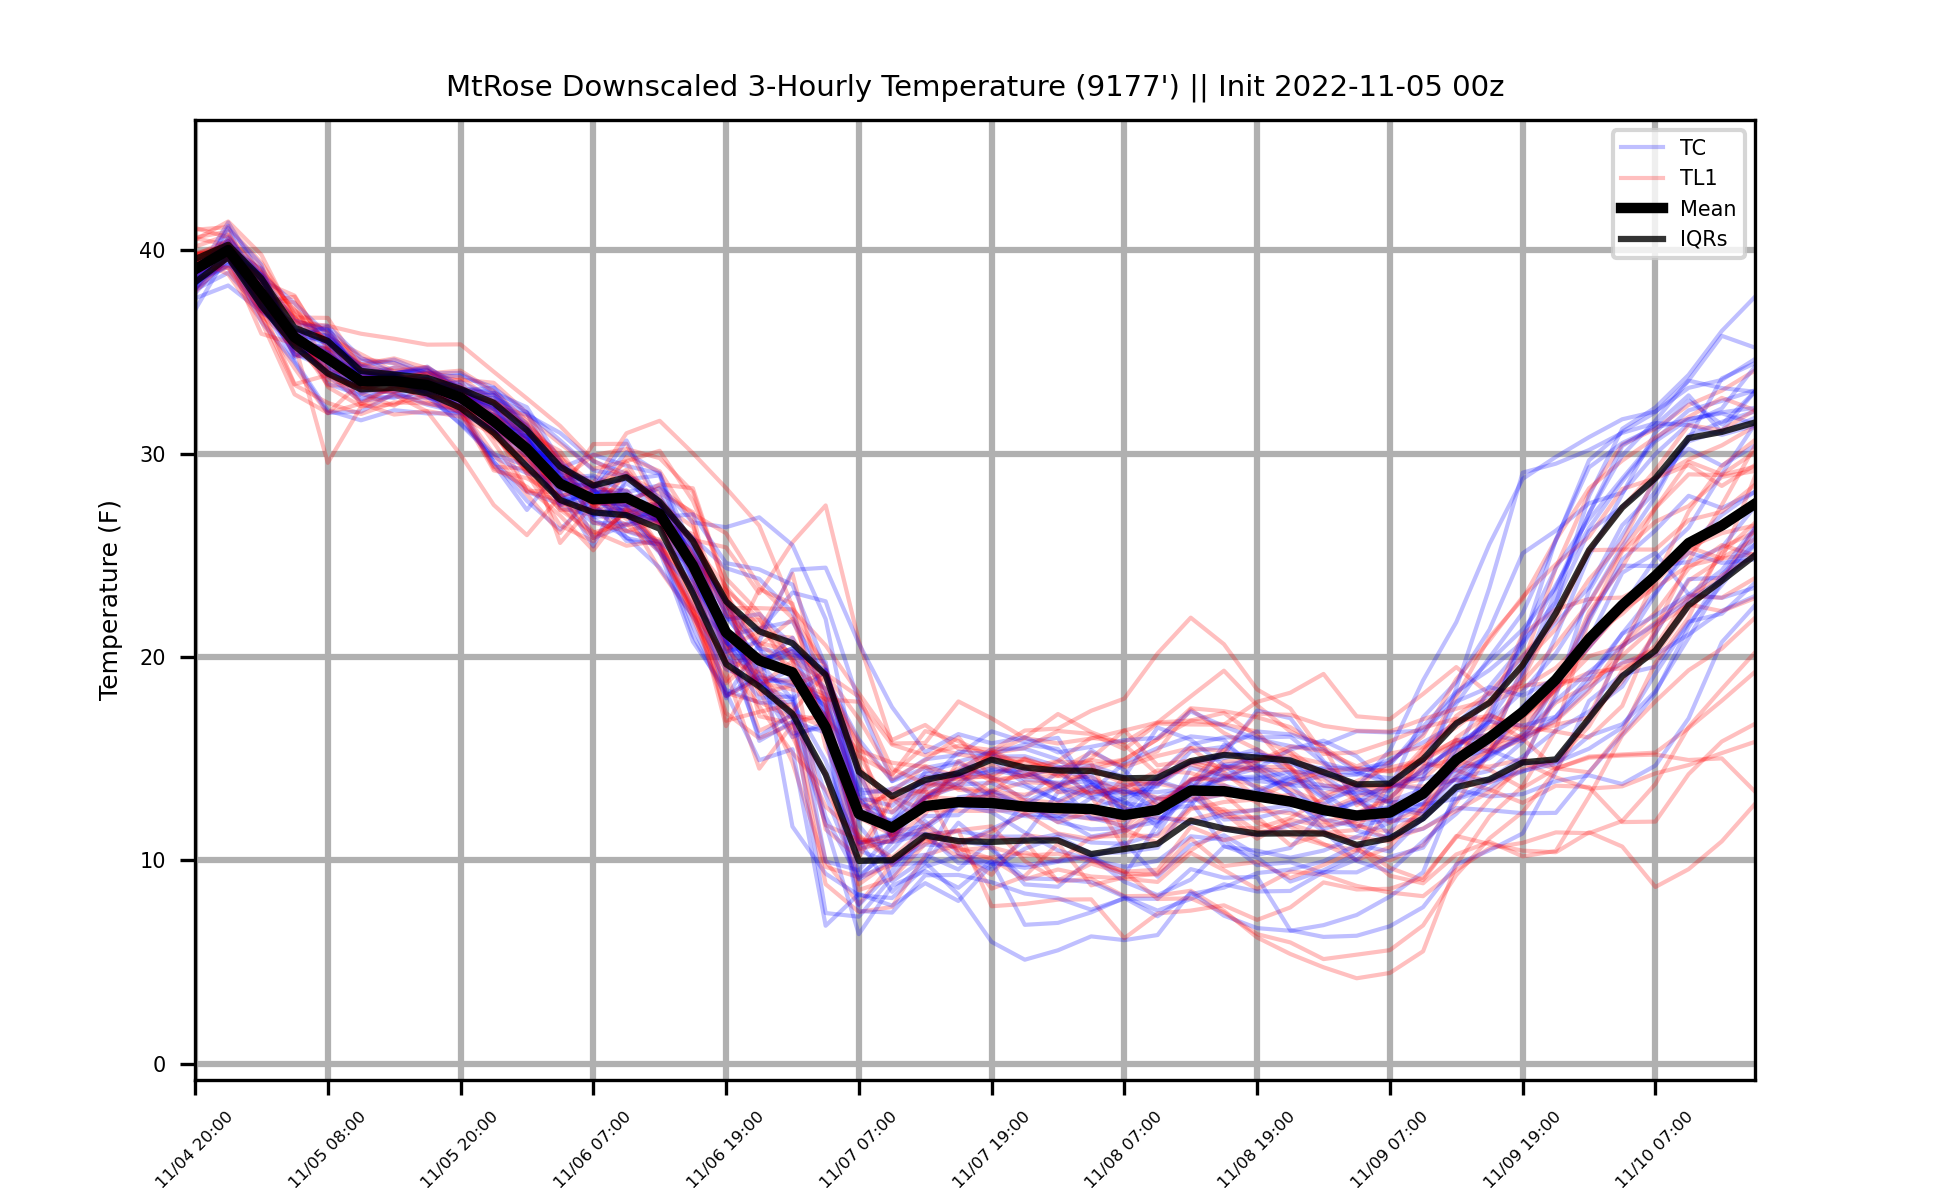 MtRose Downscaled 3-Hourly Temperature (9177') || Init 2022-11-05 00z
TC
TL1
Mean
IQRs
Temperature (F)
40
30
20
10
0
11/04 20:00
11/05 08:00
11/05 20:00
11/06 07:00
11/06 19:00
11/07 07:00
11/07 19:00
11/08 07:00
11/08 19:00
11/09 07:00
11/09 19:00
11/10 07:00